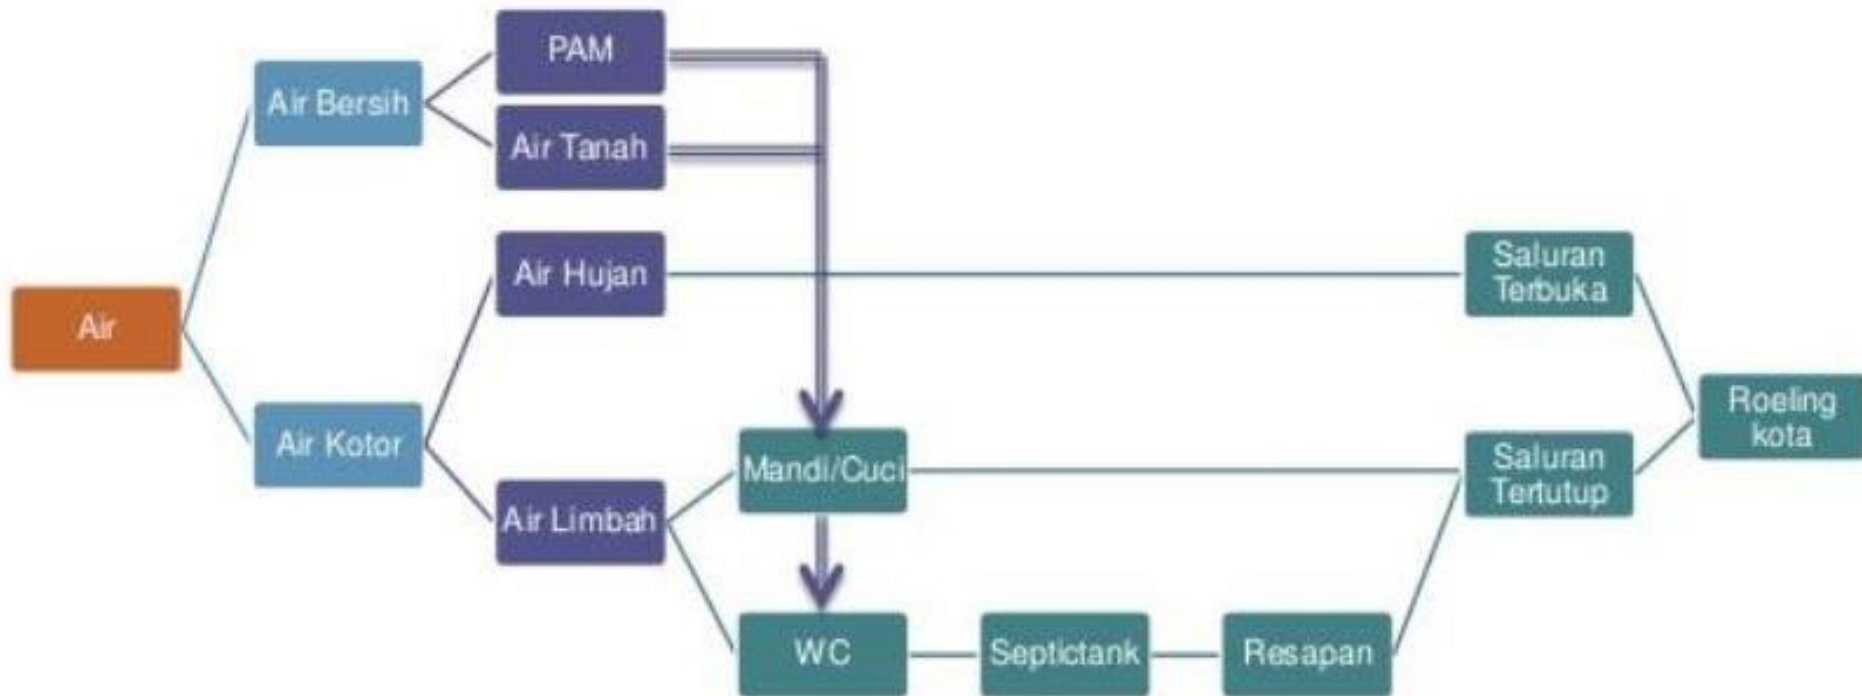 PAM
Air Bersih
Air Tanah
Air Hujan
Saluran
Terbuka
Air
Roeling
kota
Air Kotor
Mandi/Cuci
Saluran
Tertutup
Air Limbah
WC
Septictank
Resapan